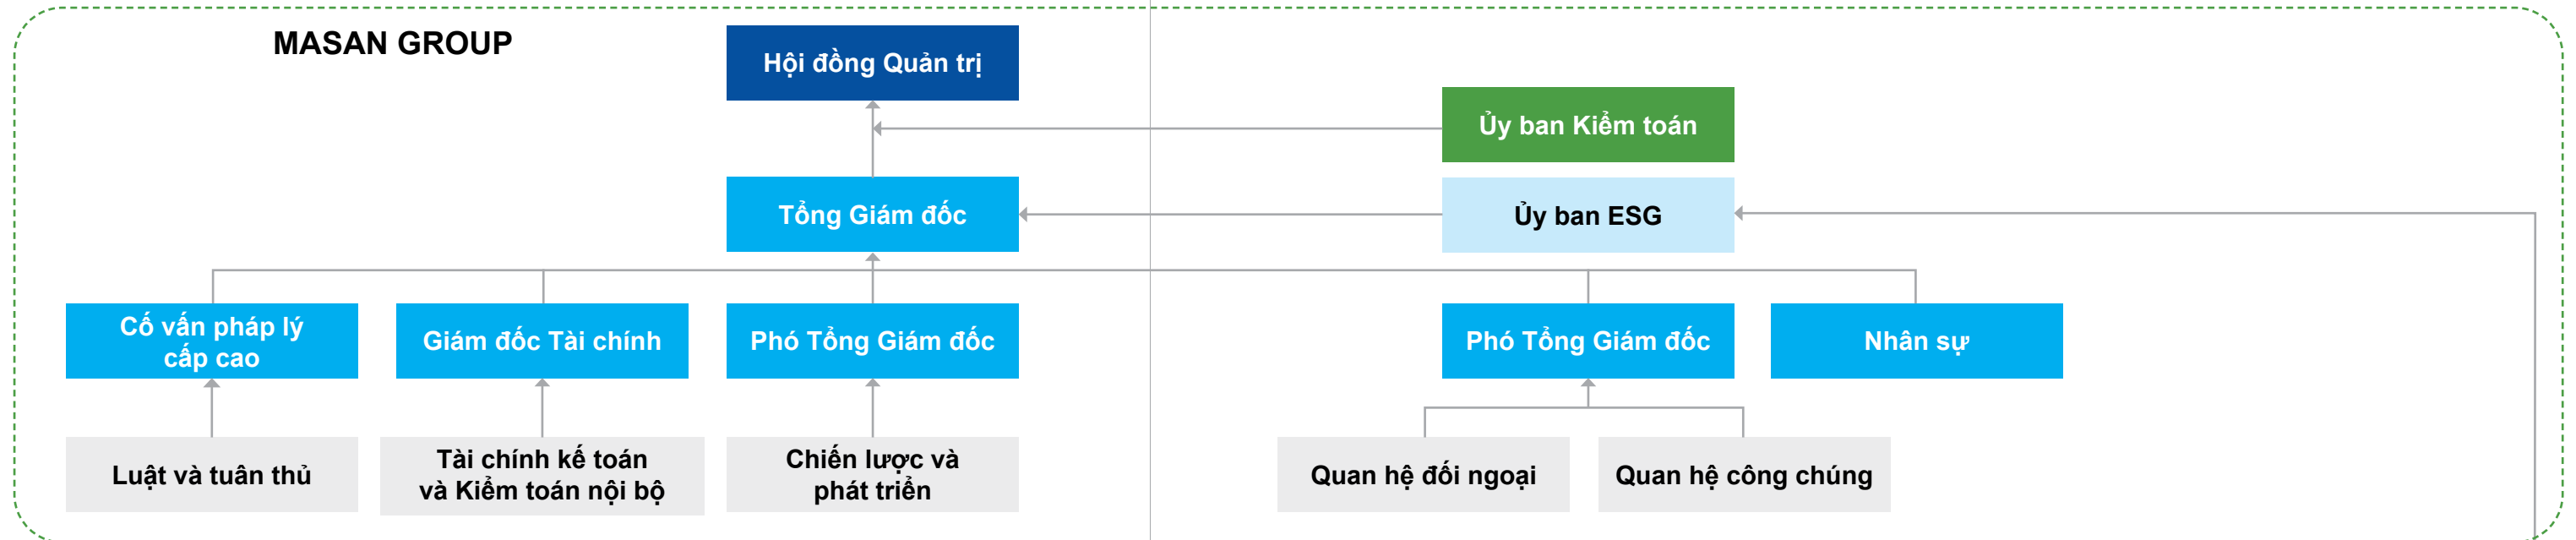 MASAN GROUP
Hội đồng Quản trị
Ủy ban Kiểm toán
Tổng Giám đốc
Ủy ban ESG
Cố vấn pháp lý
cấp cao
Giám đốc Tài chính
Phó Tổng Giám đốc
Phó Tổng Giám đốc
Nhân sự
Luật và tuân thủ
Tài chính kế toán
và Kiểm toán nội bộ
Chiến lược và
phát triển
Quan hệ đối ngoại
Quan hệ công chúng